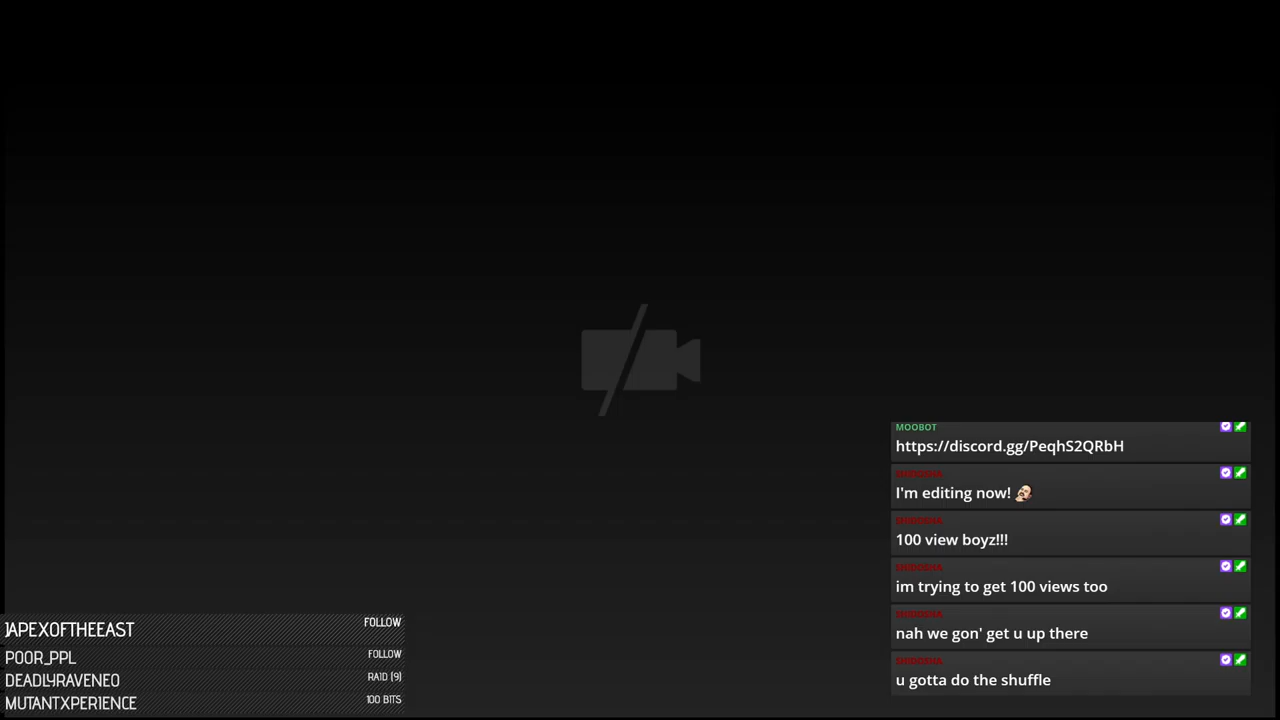 MOOBOT
https://discord.gg/PeqhS2QRbH
I'm editing now!
100 view boyz!!!
im trying to get 100 views too
nah we gon' get u up there
u gotta do the shuffle
JAPEXOFTHEEAST FOLLOW
POOR_PPL FOLLOW
DEADLYRAVENEO RAID (9)
MUTANTXPERIENCE 100 BITS